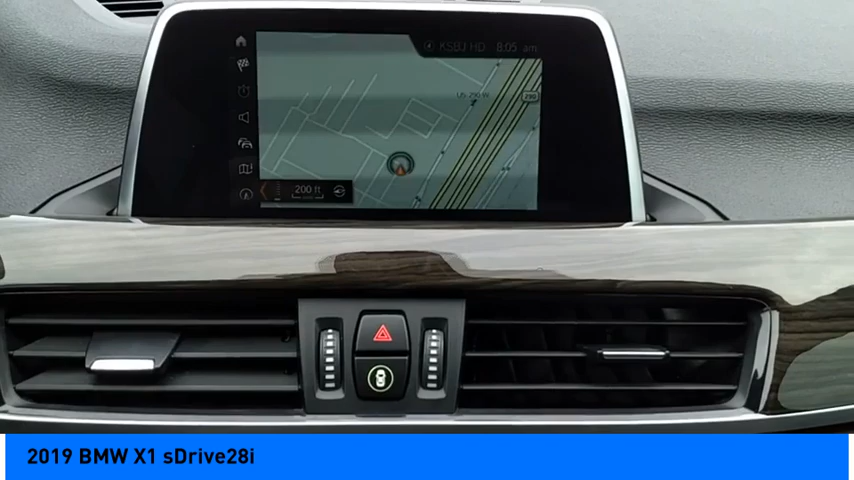 KSBJ HD 8:05 am
US 290 W
290
200 ft
2019 BMW X1 sDrive28i